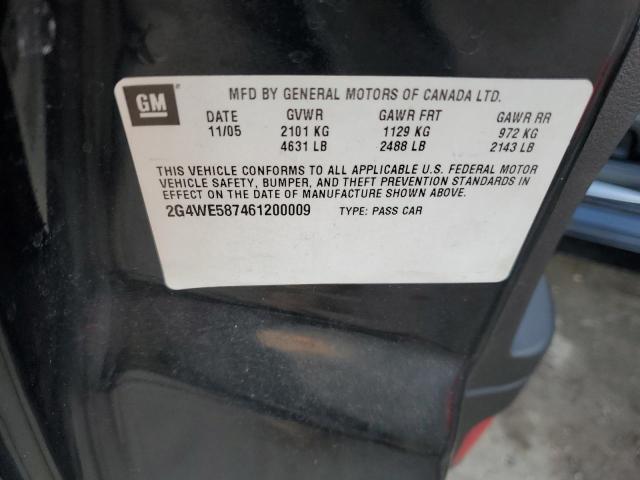 GM
MFD BY GENERAL MOTORS OF CANADA LTD.
DATE GVWR GAWR FRT GAWR RR
11/05 2101 KG 1129 KG 972 KG
4631 LB 2488 LB 2143 LB
THIS VEHICLE CONFORMS TO ALL APPLICABLE U.S. FEDERAL MOTOR
VEHICLE SAFETY, BUMPER, AND THEFT PREVENTION STANDARDS IN
EFFECT ON THE DATE OF MANUFACTURE SHOWN ABOVE.
2G4WE587461200009 TYPE: PASS CAR